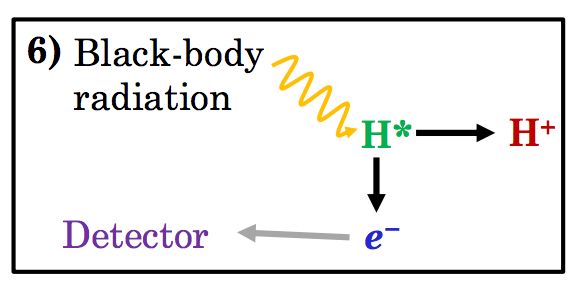 6) Black-body
radiation
H* H⁺
Detector e⁻